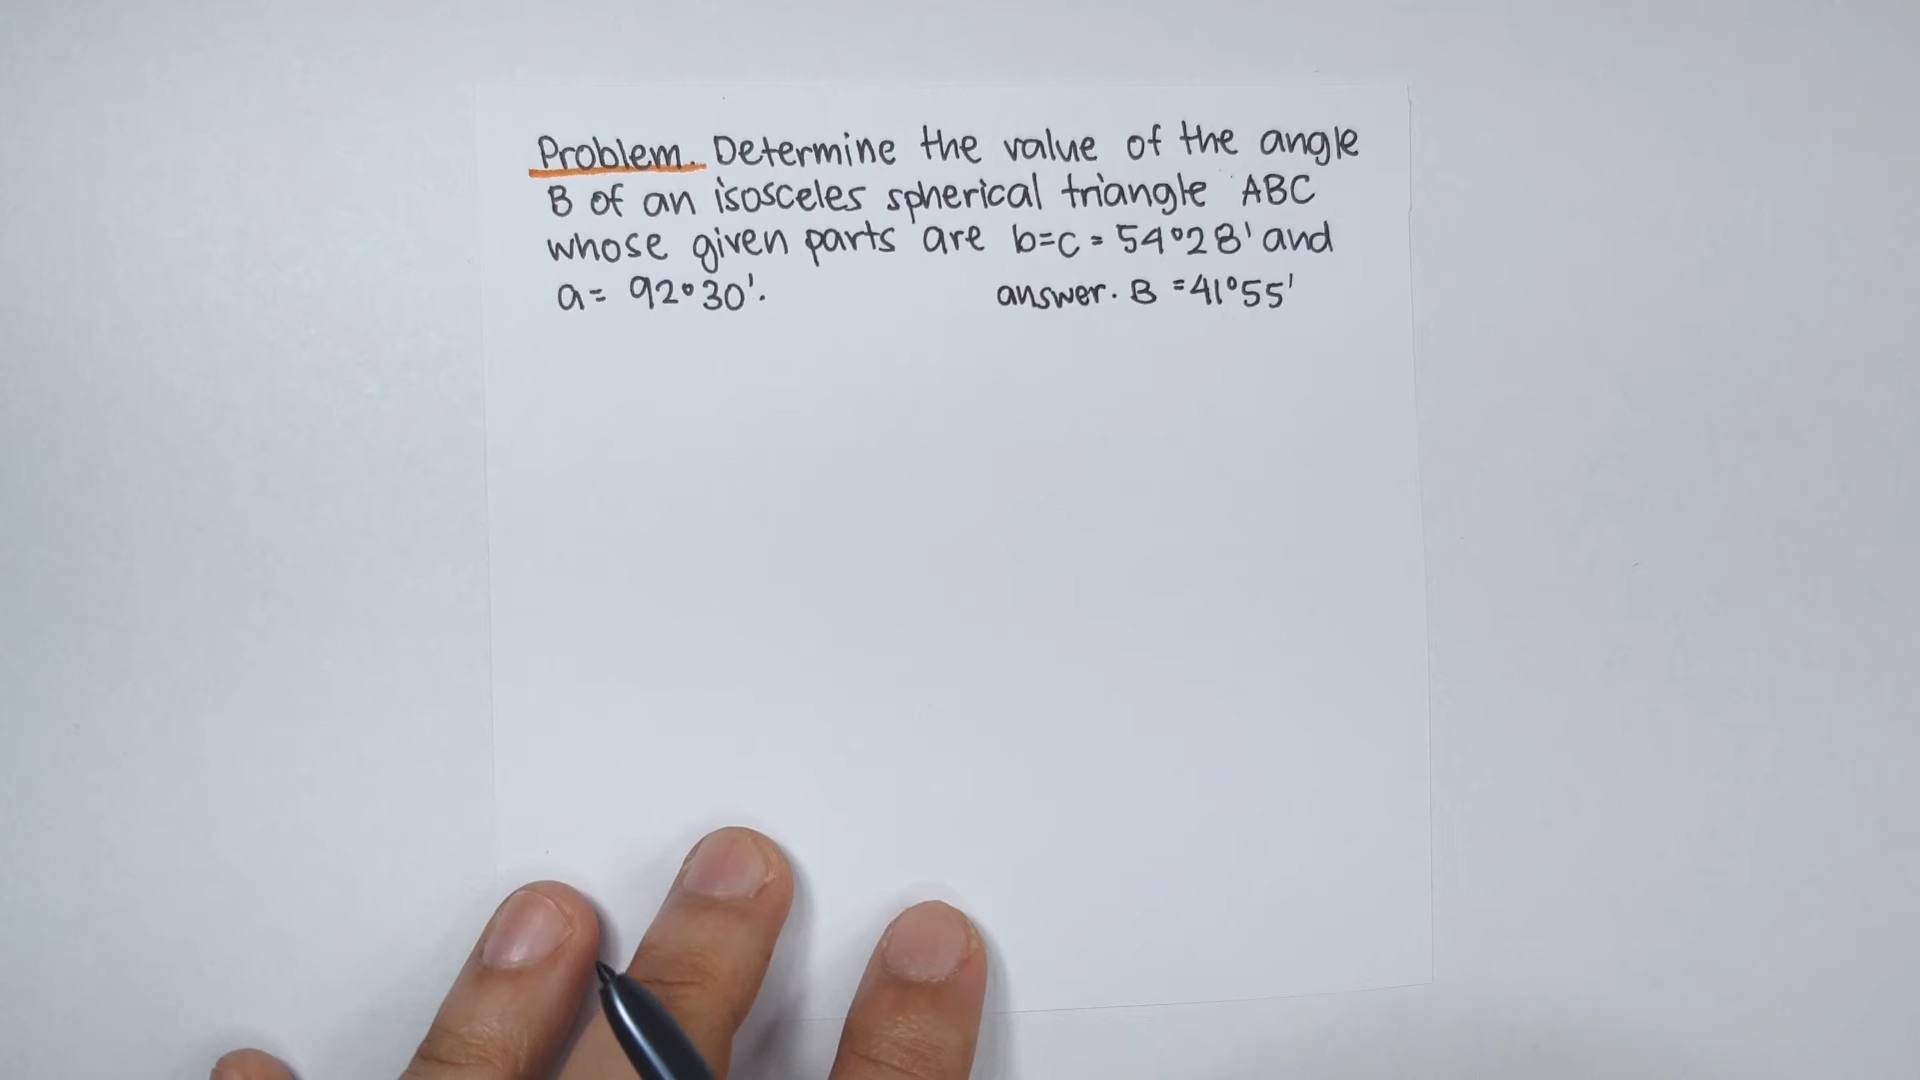 Problem. Determine the value of the angle
B of an isosceles spherical triangle ABC
whose given parts are b=c= 54°28' and
a= 92°30'. answer. B =41°55'